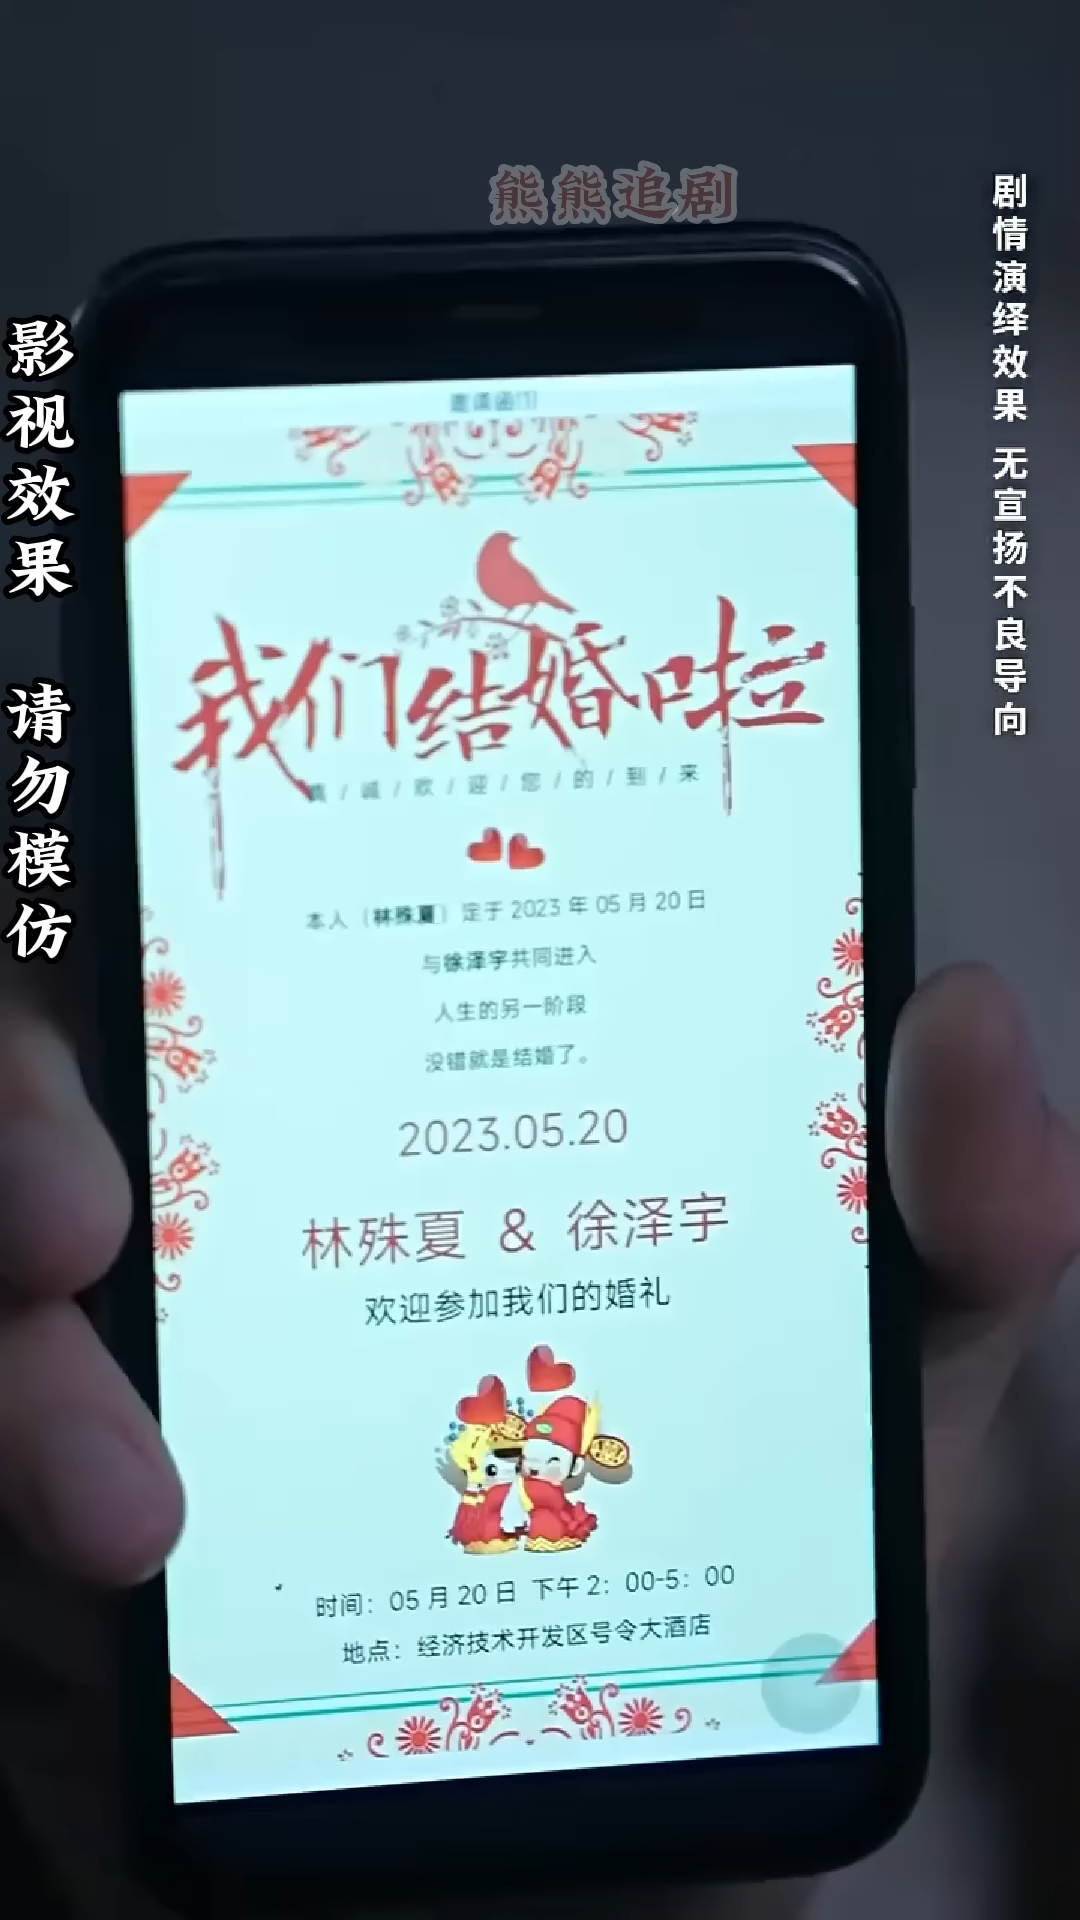 熊熊追剧
剧情演绎效果 无宣扬不良导向
影视效果 请勿模仿
邀请函(1)
我们结婚啦
真/诚/欢/迎/您/的/到/来
本人（林殊夏）定于2023年05月20日
与徐泽宇共同进入
人生的另一阶段
没错就是结婚了。
2023.05.20
林殊夏 & 徐泽宇
欢迎参加我们的婚礼
时间：05月20日 下午2：00-5：00
地点：经济技术开发区号令大酒店